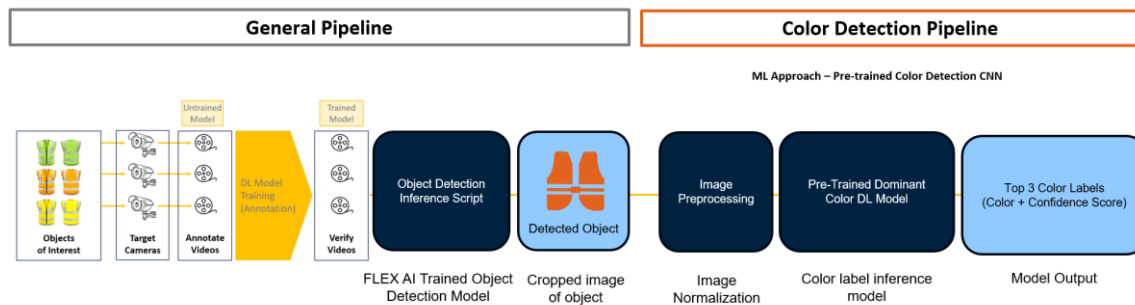 General Pipeline
Color Detection Pipeline
ML Approach – Pre-trained Color Detection CNN
Untrained
Model
Trained
Model
DL Model
Training
(Annotation)
Objects
of Interest
Target
Cameras
Annotate
Videos
Verify
Videos
Object Detection
Inference Script
Detected Object
Image
Preprocessing
Pre-Trained Dominant
Color DL Model
Top 3 Color Labels
(Color + Confidence Score)
FLEX AI Trained Object
Detection Model
Cropped image
of object
Image
Normalization
Color label inference
model
Model Output